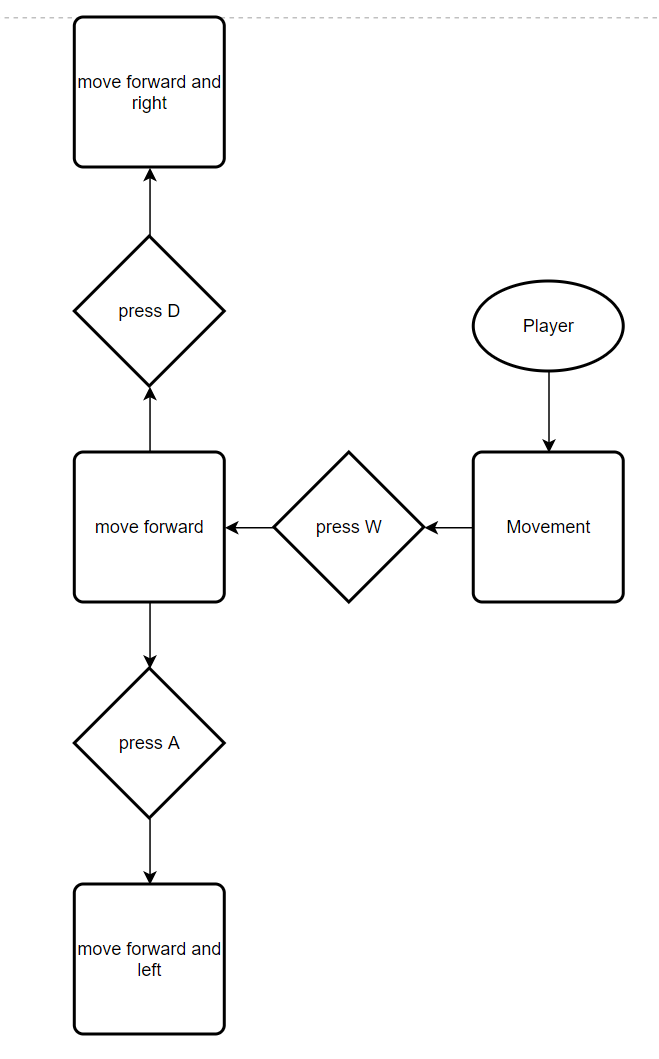 move forward and
right
press D
Player
move forward
press W
Movement
press A
move forward and
left